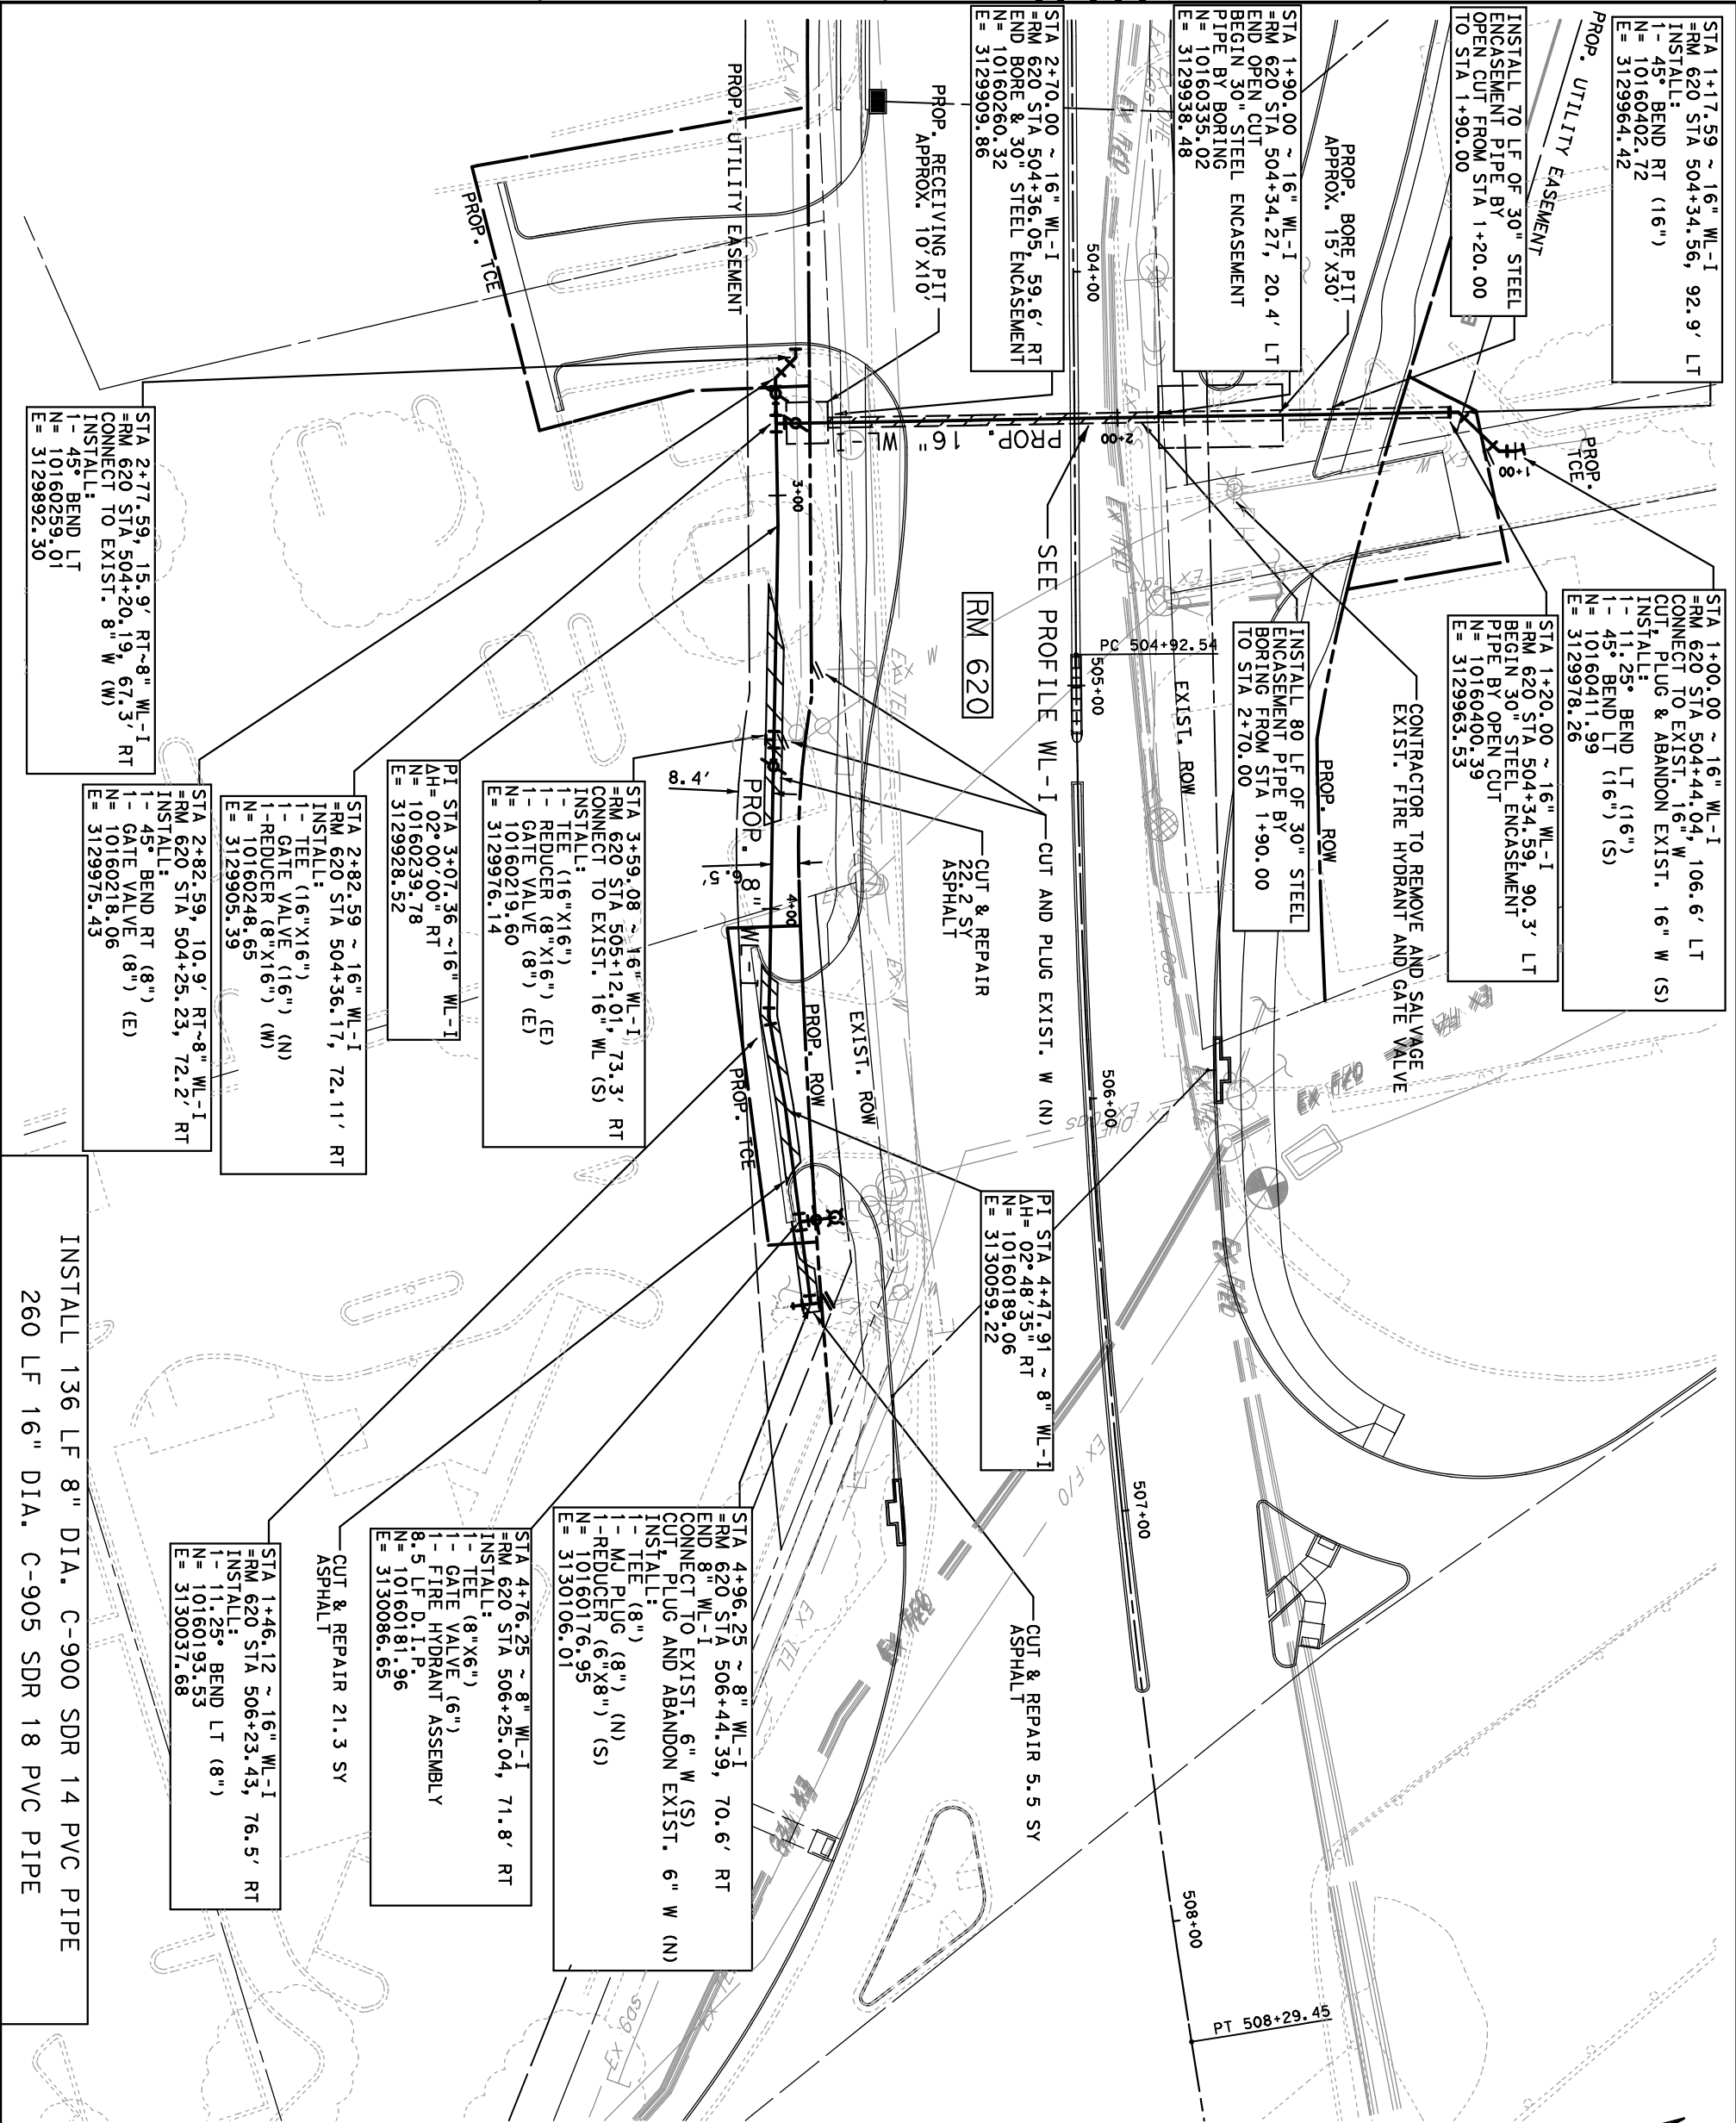 STA 1+17.59 ~ 16" WL-I
=RM 620 STA 504+34.56, 92.9' LT
INSTALL:
1- 45° BEND RT (16")
N= 10160402.72
E= 3129964.42
INSTALL 70 LF OF 30" STEEL
ENCASEMENT PIPE BY
OPEN CUT FROM STA 1+20.00
TO STA 1+90.00
PROP. UTILITY EASEMENT
STA 1+90.00 ~ 16" WL-I
=RM 620 STA 504+34.27, 20.4' LT
END OPEN CUT
BEGIN 30" STEEL ENCASEMENT
PIPE BY BORING
N= 10160335.02
E= 3129938.48
PROP. BORE PIT
APPROX. 15'X30'
STA 2+70.00 ~ 16" WL-I
=RM 620 STA 504+36.05, 59.6' RT
END BORE & 30" STEEL ENCASEMENT
N= 10160260.32
E= 3129909.86
PROP. RECEIVING PIT
APPROX. 10'X10'
PROP. UTILITY EASEMENT
PROP. TCE
PROP.
TCE
STA 1+00.00 ~ 16" WL-I
=RM 620 STA 504+44.04, 106.6' LT
CONNECT TO EXIST. 16" W
CUT, PLUG & ABANDON EXIST. 16" W (S)
INSTALL:
1- 11.25° BEND LT (16")
1- 45° BEND LT (16") (S)
N= 10160411.99
E= 3129978.26
STA 1+20.00 ~ 16" WL-I
=RM 620 STA 504+34.59, 90.3' LT
BEGIN 30" STEEL ENCASEMENT
PIPE BY OPEN CUT
N= 10160400.39
E= 3129963.53
CONTRACTOR TO REMOVE AND SALVAGE
EXIST. FIRE HYDRANT AND GATE VALVE
PROP. ROW
INSTALL 80 LF OF 30" STEEL
ENCASEMENT PIPE BY
BORING FROM STA 1+90.00
TO STA 2+70.00
EXIST. ROW
PC 504+92.54
504+00
505+00
506+00
507+00
508+00
PT 508+29.45
1+00
2+00
3+00
4+00
PROP. 16" WL-I
SEE PROFILE WL-I
RM 620
CUT AND PLUG EXIST. W (N)
CUT & REPAIR
22.2 SY
ASPHALT
EXIST. ROW
PROP. ROW
PROP. TCE
PROP. 8" WL-I
8.4'
6.5'
PI STA 4+47.91 ~ 8" WL-I
ΔH= 02°48'35" RT
N= 10160189.06
E= 3130059.22
STA 3+59.08 ~ 16" WL-I
=RM 620 STA 505+12.01, 73.3' RT
CONNECT TO EXIST. 16" WL (S)
INSTALL:
1- TEE (16"X16")
1- REDUCER (8"X16") (E)
1- GATE VALVE (8") (E)
N= 10160219.60
E= 3129976.14
PI STA 3+07.36 ~16" WL-I
ΔH= 02°00'00" RT
N= 10160239.78
E= 3129928.52
STA 2+82.59 ~ 16" WL-I
=RM 620 STA 504+36.17, 72.11' RT
INSTALL:
1- TEE (16"X16")
1- GATE VALVE (16") (N)
1-REDUCER (8"X16") (W)
N= 10160248.65
E= 3129905.39
STA 2+82.59, 10.9' RT~8" WL-I
=RM 620 STA 504+25.23, 72.2' RT
INSTALL:
1- 45° BEND RT (8")
1- GATE VALVE (8") (E)
N= 10160218.06
E= 3129975.43
STA 2+77.59, 15.9' RT~8" WL-I
=RM 620 STA 504+20.19, 67.3' RT
CONNECT TO EXIST. 8" W (W)
INSTALL:
1- 45° BEND LT
N= 10160259.01
E= 3129892.30
CUT & REPAIR 5.5 SY
ASPHALT
STA 4+96.25 ~ 8" WL-I
=RM 620 STA 506+44.39, 70.6' RT
END 8" WL-I
CONNECT TO EXIST. 6" W (S)
CUT, PLUG AND ABANDON EXIST. 6" W (N)
INSTALL:
1- TEE (8")
1- MJ PLUG (8") (N)
1-REDUCER (6"X8") (S)
N= 10160176.95
E= 3130106.01
STA 4+76.25 ~ 8" WL-I
=RM 620 STA 506+25.04, 71.8' RT
INSTALL:
1- TEE (8"X6")
1- GATE VALVE (6")
1- FIRE HYDRANT ASSEMBLY
8.5 LF D.I.P.
N= 10160181.96
E= 3130086.65
CUT & REPAIR 21.3 SY
ASPHALT
STA 1+46.12 ~ 16" WL-I
=RM 620 STA 506+23.43, 76.5' RT
INSTALL:
1- 11.25° BEND LT (8")
N= 10160193.53
E= 3130037.68
INSTALL 136 LF 8" DIA. C-900 SDR 14 PVC PIPE
260 LF 16" DIA. C-905 SDR 18 PVC PIPE
EX W
EX F/O
EX TEL
EX GAS